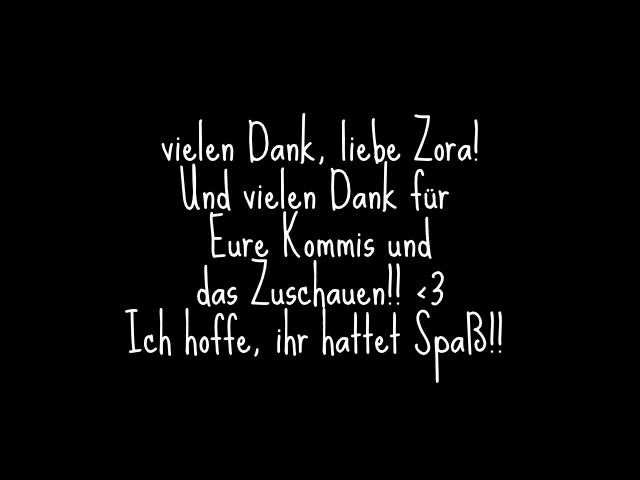 vielen Dank, liebe Zora!
Und vielen Dank für
Eure Kommis und
das Zuschauen!! <3
Ich hoffe, ihr hattet Spaß!!